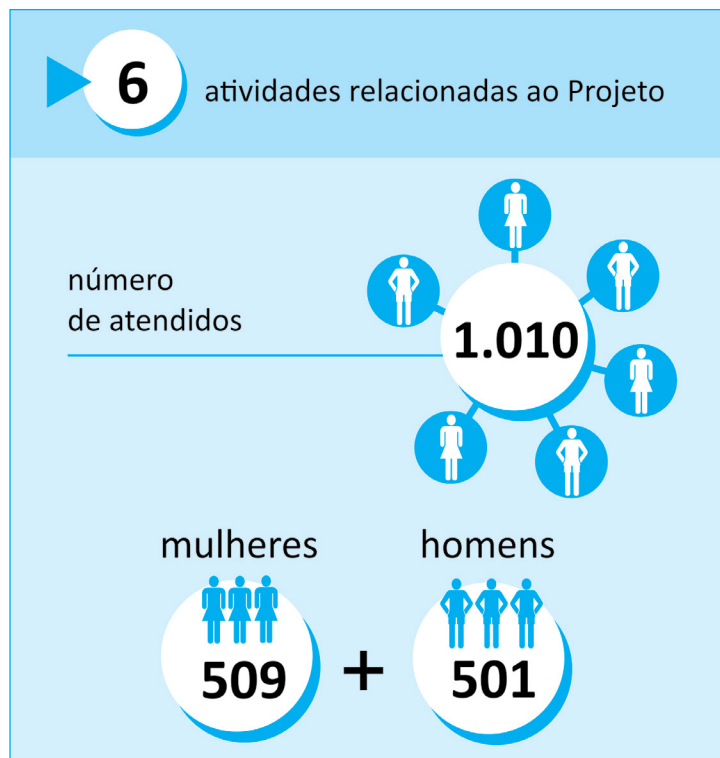 6
atividades relacionadas ao Projeto
número
de atendidos
1.010
mulheres
homens
509
+
501